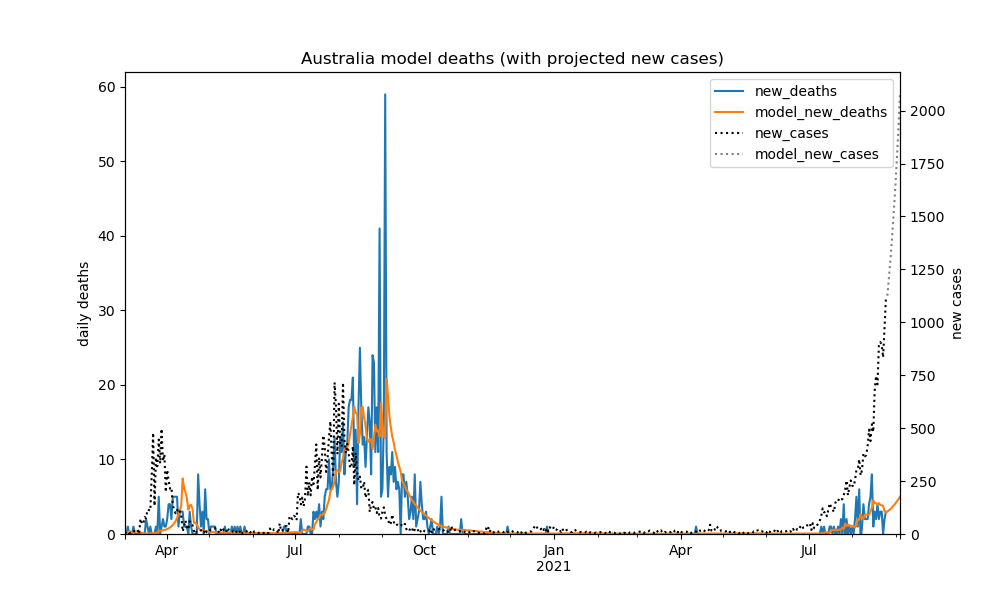 Australia model deaths (with projected new cases)
new_deaths
model_new_deaths
new_cases
model_new_cases
daily deaths
60
50
40
30
20
10
0
new cases
2000
1750
1500
1250
1000
750
500
250
0
Apr
Jul
Oct
Jan
2021
Apr
Jul